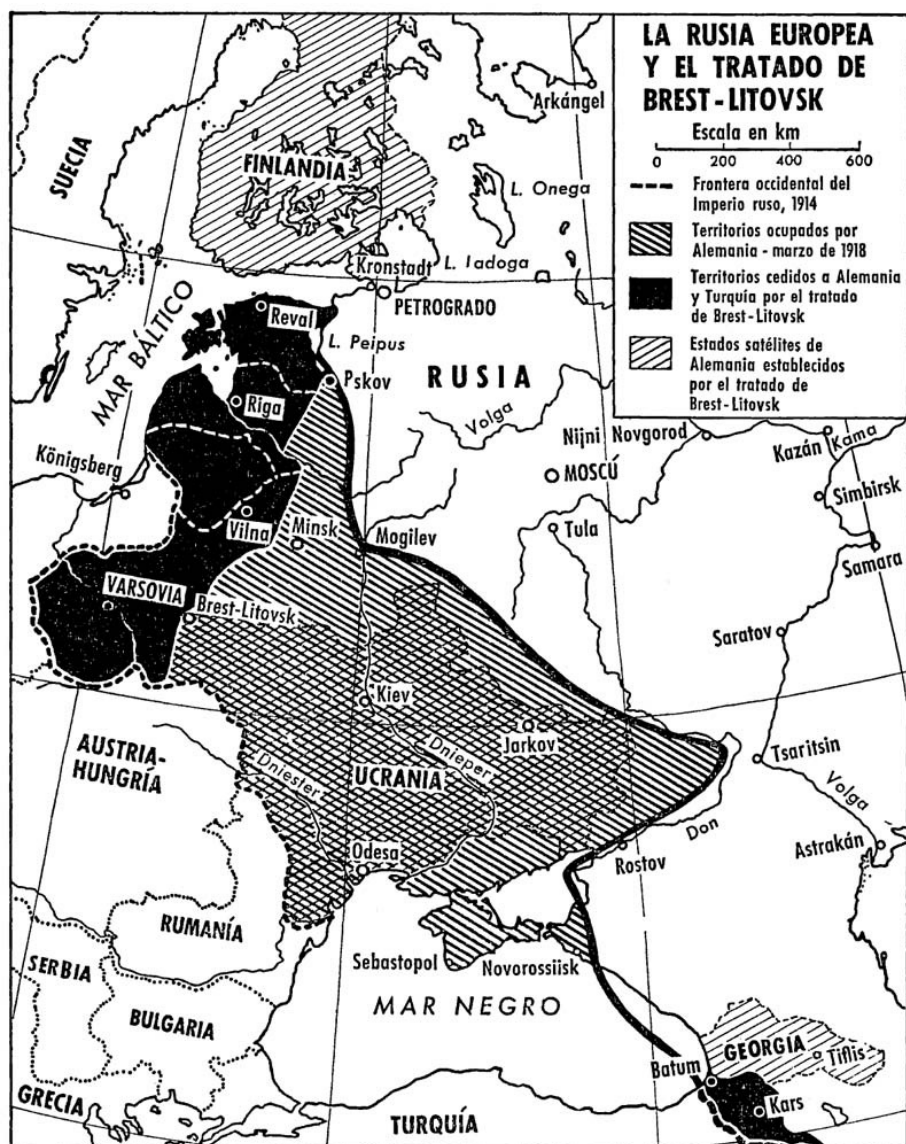 LA RUSIA EUROPEA
Y EL TRATADO DE
BREST-LITOVSK
Escala en km
0 200 400 600
Frontera occidental del
Imperio ruso, 1914
Territorios ocupados por
Alemania - marzo de 1918
Territorios cedidos a Alemania
y Turquía por el tratado
de Brest-Litovsk
Estados satélites de
Alemania establecidos
por el tratado de
Brest-Litovsk
Arkángel
SUECIA
FINLANDIA
L. Onega
Kronstadt
L. ladoga
PETROGRADO
MAR BÁLTICO
Reval
L. Peipus
Pskov
RUSIA
Riga
Volga
Nijni Novgorod
Kazán
Kama
Königsberg
MOSCÚ
Simbirsk
Vilna
Minsk
Mogilev
Tula
Samara
VARSOVIA
Brest-Litovsk
Saratov
Kiev
Jarkov
AUSTRIA-
HUNGRÍA
Dniester
UCRANIA
Dnieper
Tsaritsin
Volga
Don
Odesa
Rostov
Astrakán
RUMANÍA
SERBIA
Sebastopol
Novorossiisk
BULGARIA
MAR NEGRO
GEORGIA
Tiflis
Batum
Kars
GRECIA
TURQUÍA